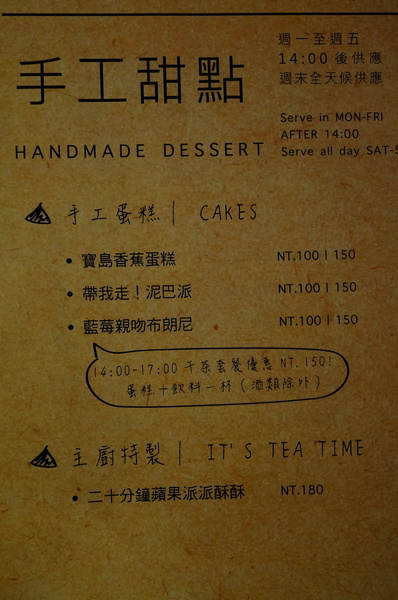 週一至週五
14:00 後供應
週末全天候供應
手工甜點
Serve in MON-FRI
AFTER 14:00
HANDMADE DESSERT
Serve all day SAT-S
手工蛋糕 | CAKES
• 寶島香蕉蛋糕 NT.100 | 150
• 帶我走！泥巴派 NT.100 | 150
• 藍莓親吻布朗尼 NT.100 | 150
14:00-17:00 下茶套餐優惠 NT. 150!
蛋糕＋飲料一杯（酒類除外）
主廚特製 | IT'S TEA TIME
• 二十分鐘蘋果派派酥酥 NT.180